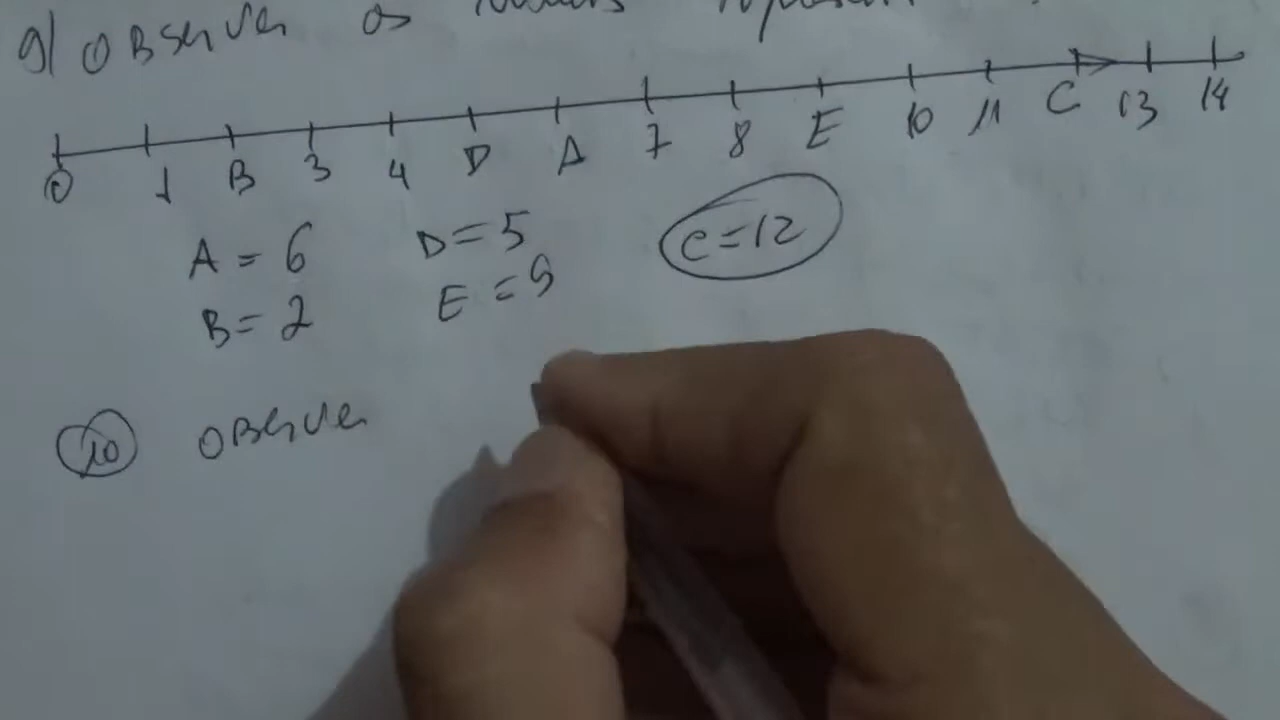 9) Observe os
0 1 B 3 4 D A 7 8 E 10 11 C 13 14
A = 6 D = 5 C = 12
B = 2 E = 9
10 Observe